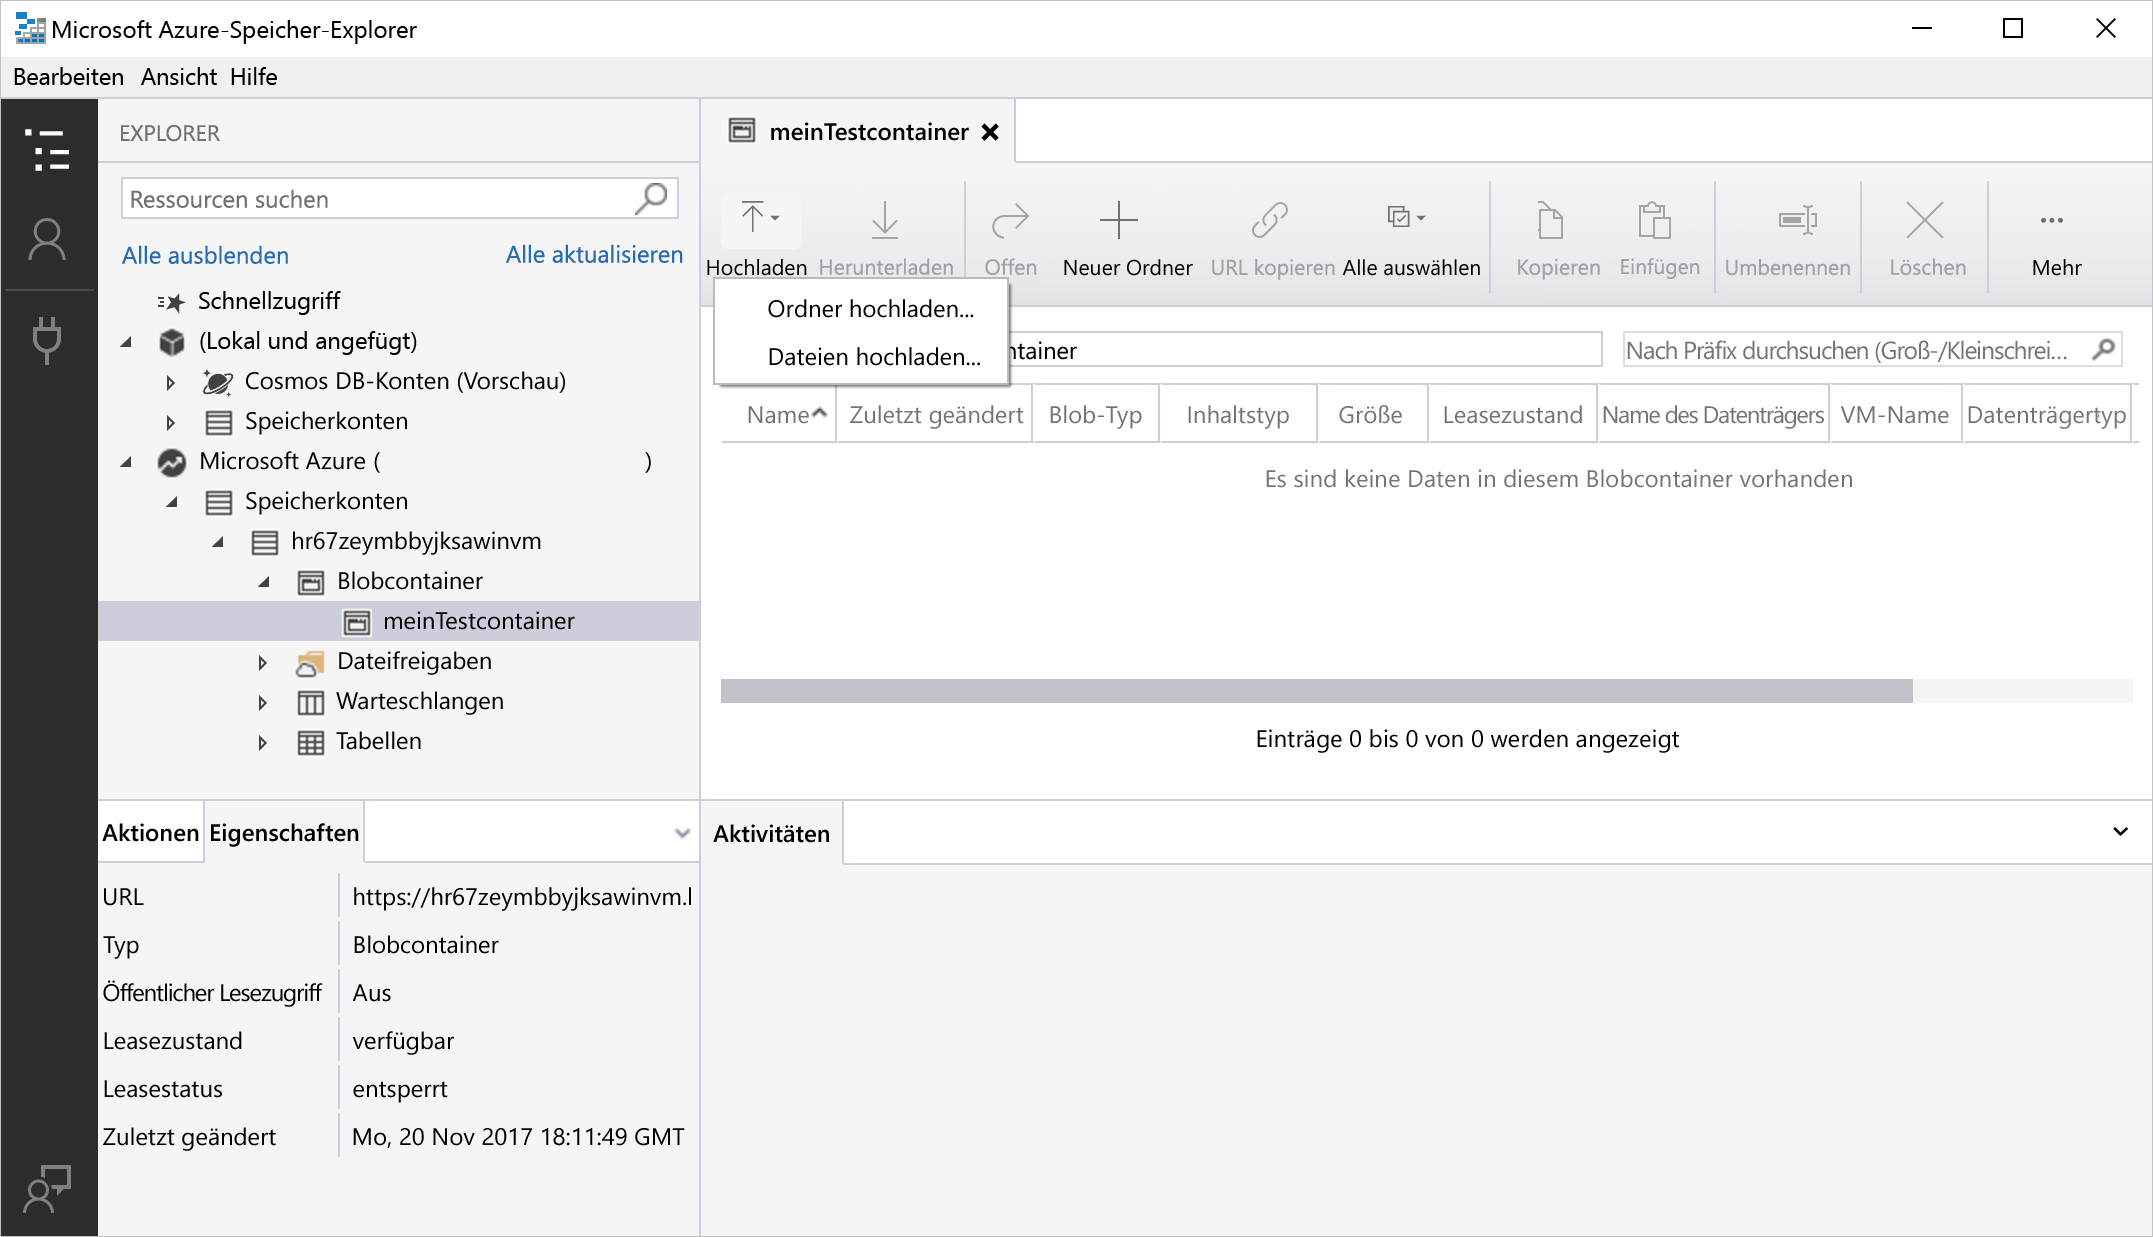 Microsoft Azure-Speicher-Explorer
Bearbeiten Ansicht Hilfe
EXPLORER
Ressourcen suchen
Alle ausblenden Alle aktualisieren
Schnellzugriff
(Lokal und angefügt)
Cosmos DB-Konten (Vorschau)
Speicherkonten
Microsoft Azure ( )
Speicherkonten
hr67zeymbbyjksawinvm
Blobcontainer
meinTestcontainer
Dateifreigaben
Warteschlangen
Tabellen
Aktionen Eigenschaften
URL https://hr67zeymbbyjksawinvm.l
Typ Blobcontainer
Öffentlicher Lesezugriff Aus
Leasezustand verfügbar
Leasestatus entsperrt
Zuletzt geändert Mo, 20 Nov 2017 18:11:49 GMT
meinTestcontainer
Hochladen Herunterladen Offen Neuer Ordner URL kopieren Alle auswählen Kopieren Einfügen Umbenennen Löschen Mehr
Ordner hochladen...
Dateien hochladen...
ntainer
Nach Präfix durchsuchen (Groß-/Kleinschrei...
Name Zuletzt geändert Blob-Typ Inhaltstyp Größe Leasezustand Name des Datenträgers VM-Name Datenträgertyp
Es sind keine Daten in diesem Blobcontainer vorhanden
Einträge 0 bis 0 von 0 werden angezeigt
Aktivitäten